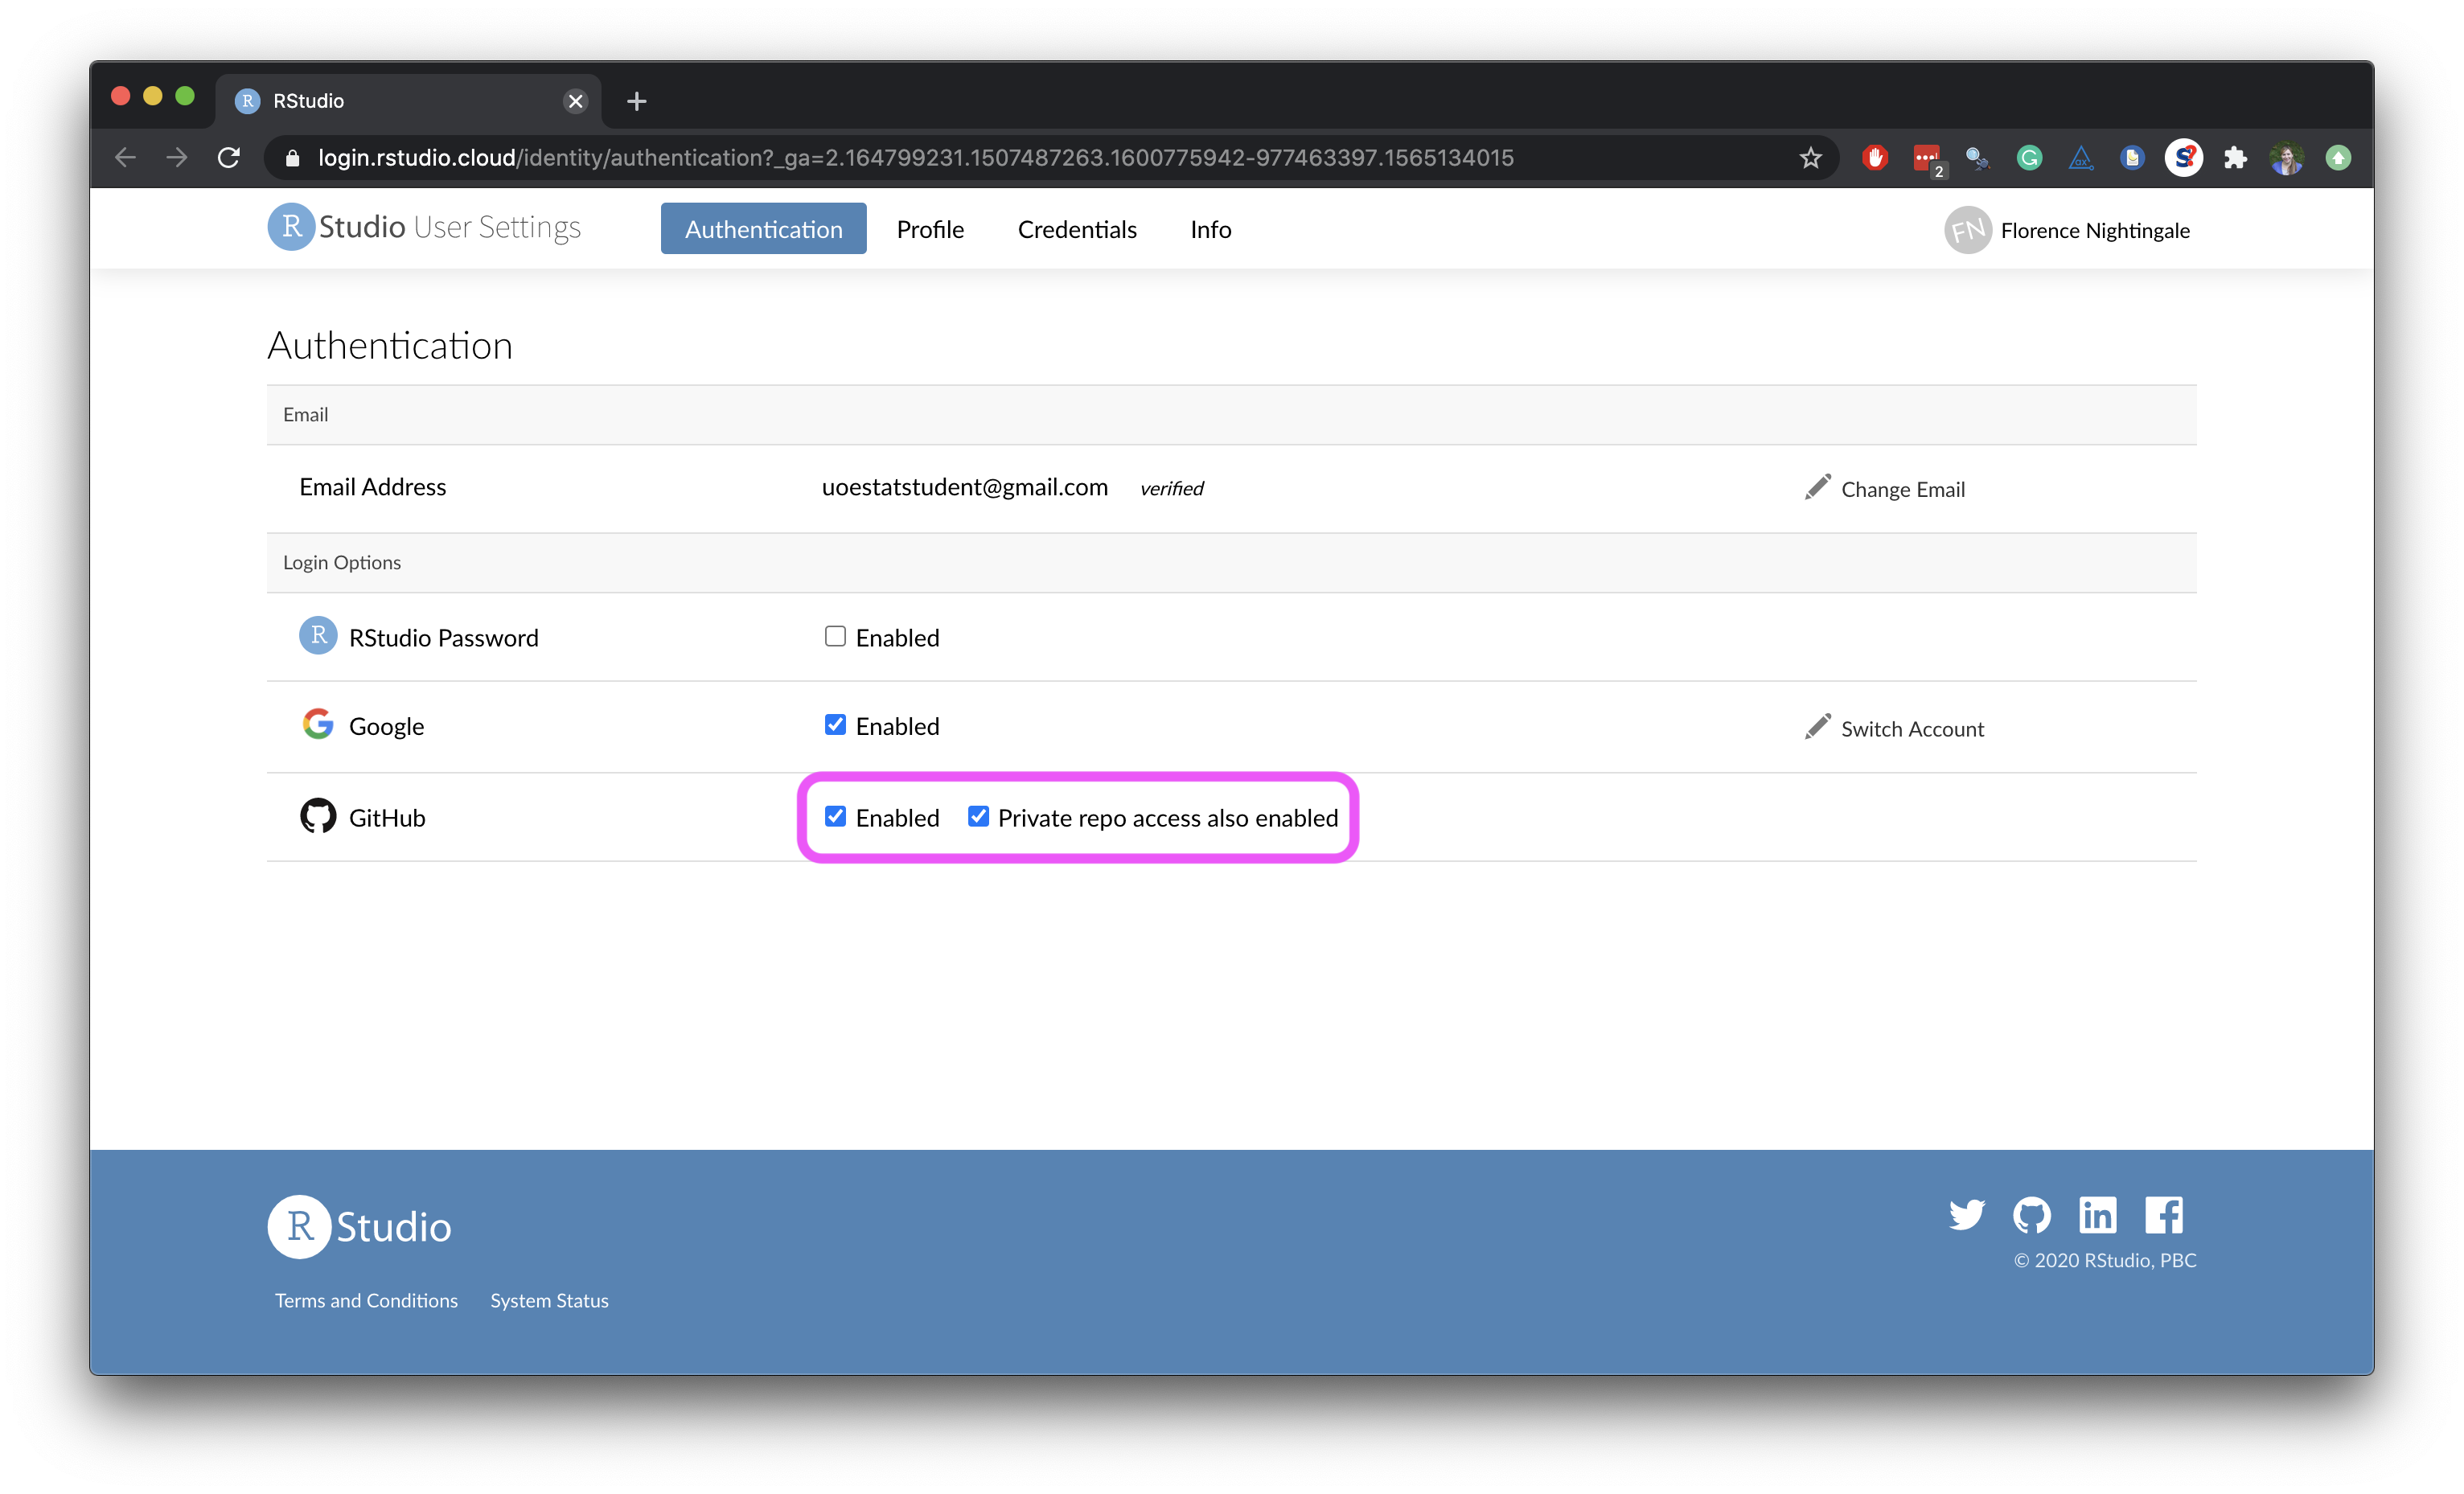 R RStudio
login.rstudio.cloud/identity/authentication?_ga=2.164799231.1507487263.1600775942-977463397.1565134015
2
R Studio User Settings Authentication Profile Credentials Info FN Florence Nightingale
Authentication
Email
Email Address uoestatstudent@gmail.com verified Change Email
Login Options
R RStudio Password Enabled
G Google Enabled Switch Account
GitHub Enabled Private repo access also enabled
R Studio
in
© 2020 RStudio, PBC
Terms and Conditions System Status